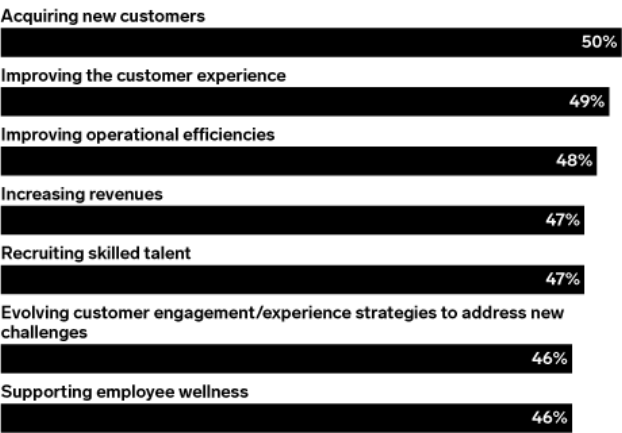 Acquiring new customers
50%
Improving the customer experience
49%
Improving operational efficiencies
48%
Increasing revenues
47%
Recruiting skilled talent
47%
Evolving customer engagement/experience strategies to address new
challenges
46%
Supporting employee wellness
46%